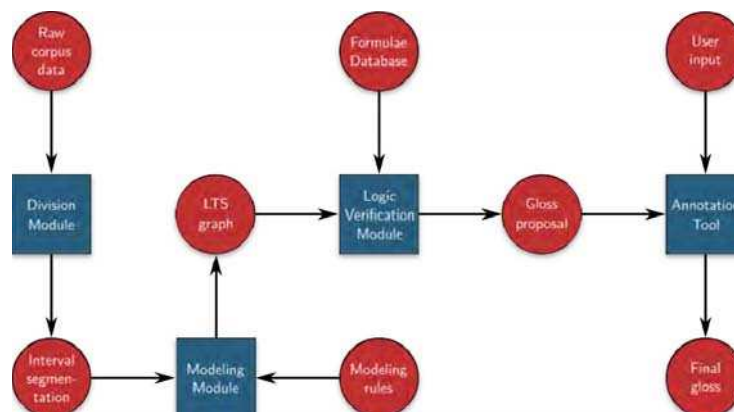 Raw
corpus
data
Formulae
Database
User
input
Division
Module
LTS
graph
Logic
Verification
Module
Gloss
proposal
Annotation
Tool
Interval
segmen-
tation
Modeling
Module
Modeling
rules
Final
gloss